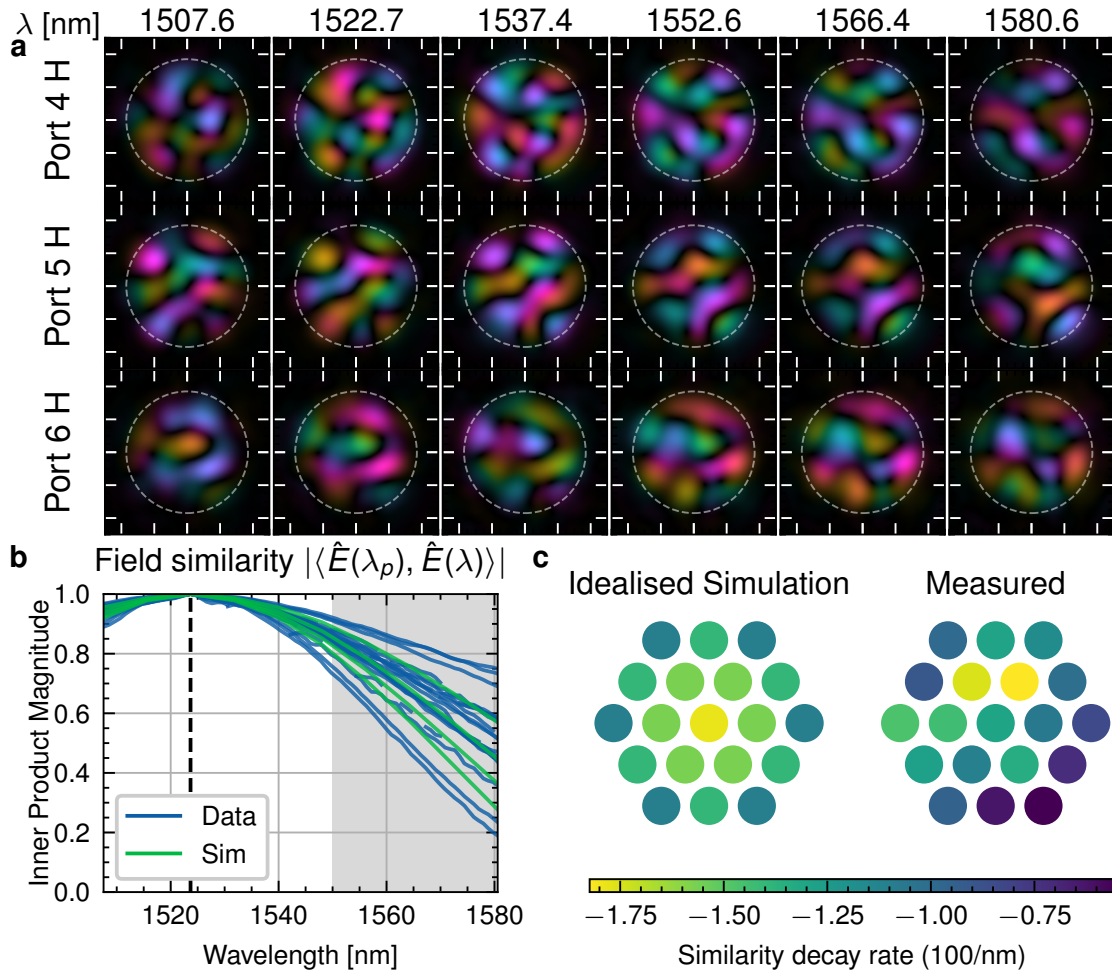 λ [nm] 1507.6 1522.7 1537.4 1552.6 1566.4 1580.6
a
Port 4 H
Port 5 H
Port 6 H
b Field similarity |⟨Ê(λₚ), Ê(λ)⟩|
Inner Product Magnitude
1.0
0.8
0.6
0.4
0.2
0.0
Data
Sim
1520 1540 1560 1580
Wavelength [nm]
c
Idealised Simulation Measured
−1.75 −1.50 −1.25 −1.00 −0.75
Similarity decay rate (100/nm)